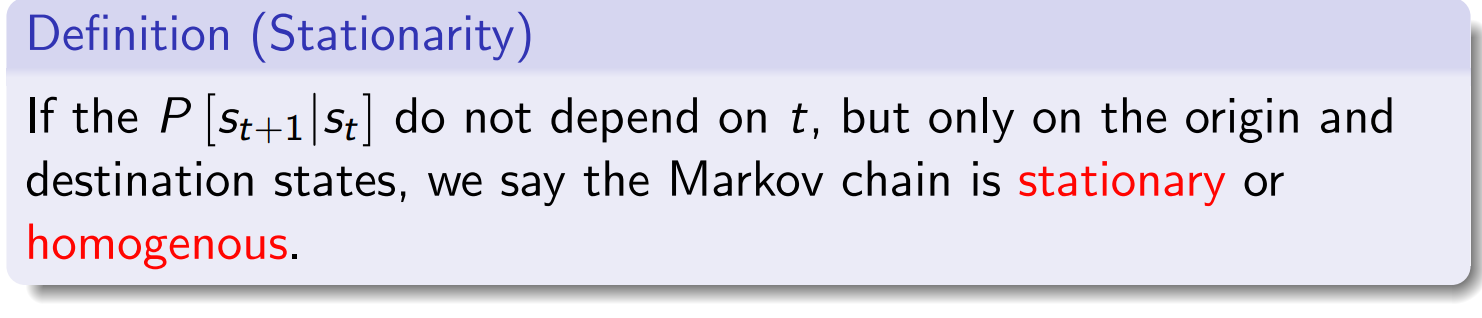 Definition (Stationarity)
If the P [s_{t+1}|s_t] do not depend on t, but only on the origin and
destination states, we say the Markov chain is stationary or
homogenous.